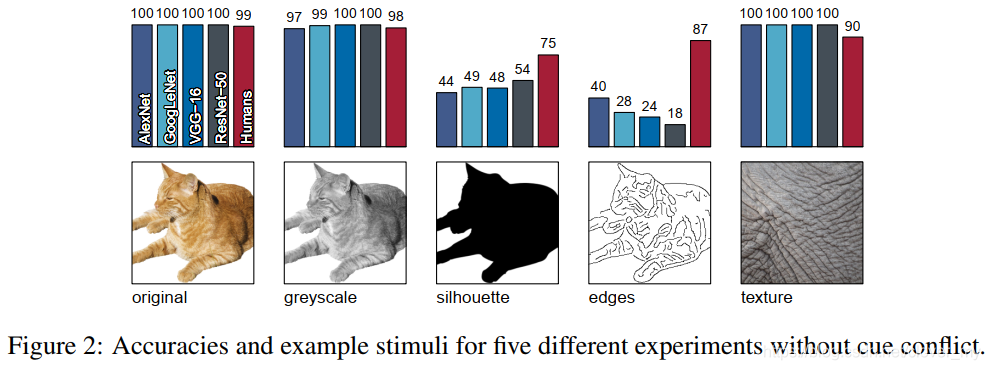 100 100 100 100 99
97 99 100 100 98
44 49 48 54 75
40 28 24 18 87
100 100 100 100 90
AlexNet
GoogLeNet
VGG−16
ResNet−50
Humans
original
greyscale
silhouette
edges
texture
Figure 2: Accuracies and example stimuli for five different experiments without cue conflict.